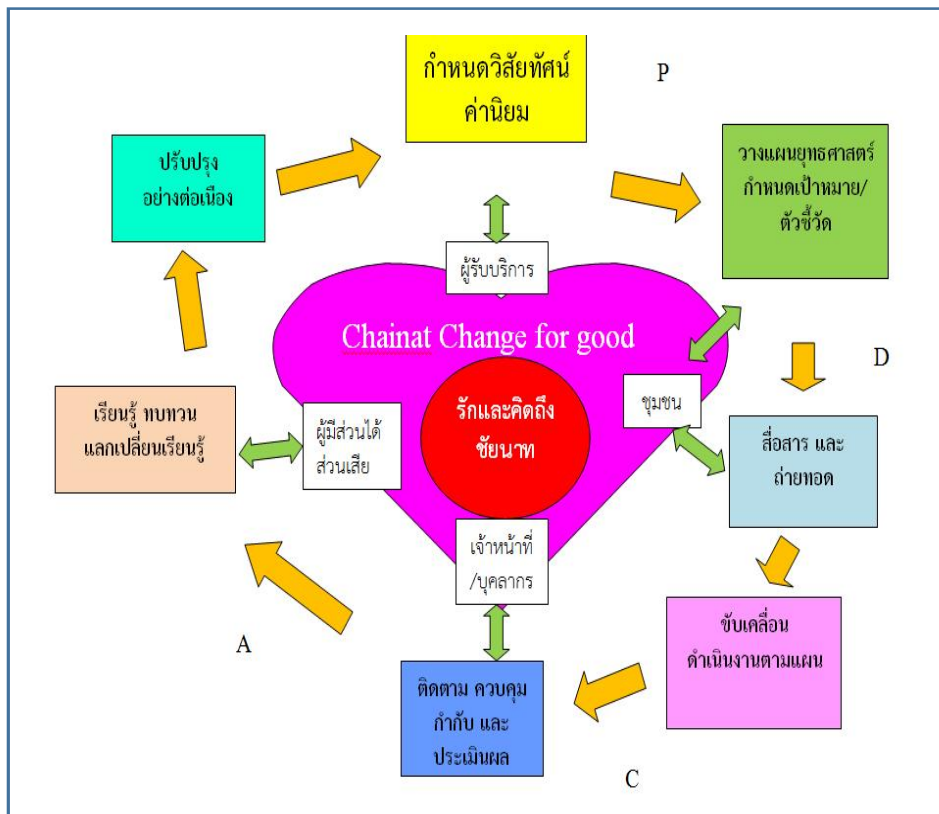 กำหนดวิสัยทัศน์
ค่านิยม
P
วางแผนยุทธศาสตร์
กำหนดเป้าหมาย/
ตัวชี้วัด
D
สื่อสาร และ
ถ่ายทอด
ขับเคลื่อน
ดำเนินงานตามแผน
C
ติดตาม ควบคุม
กำกับ และ
ประเมินผล
A
เรียนรู้ ทบทวน
แลกเปลี่ยนเรียนรู้
ปรับปรุง
อย่างต่อเนื่อง
ผู้รับบริการ
Chainat Change for good
รักและคิดถึง
ชัยนาท
ชุมชน
ผู้มีส่วนได้
ส่วนเสีย
เจ้าหน้าที่
/บุคลากร